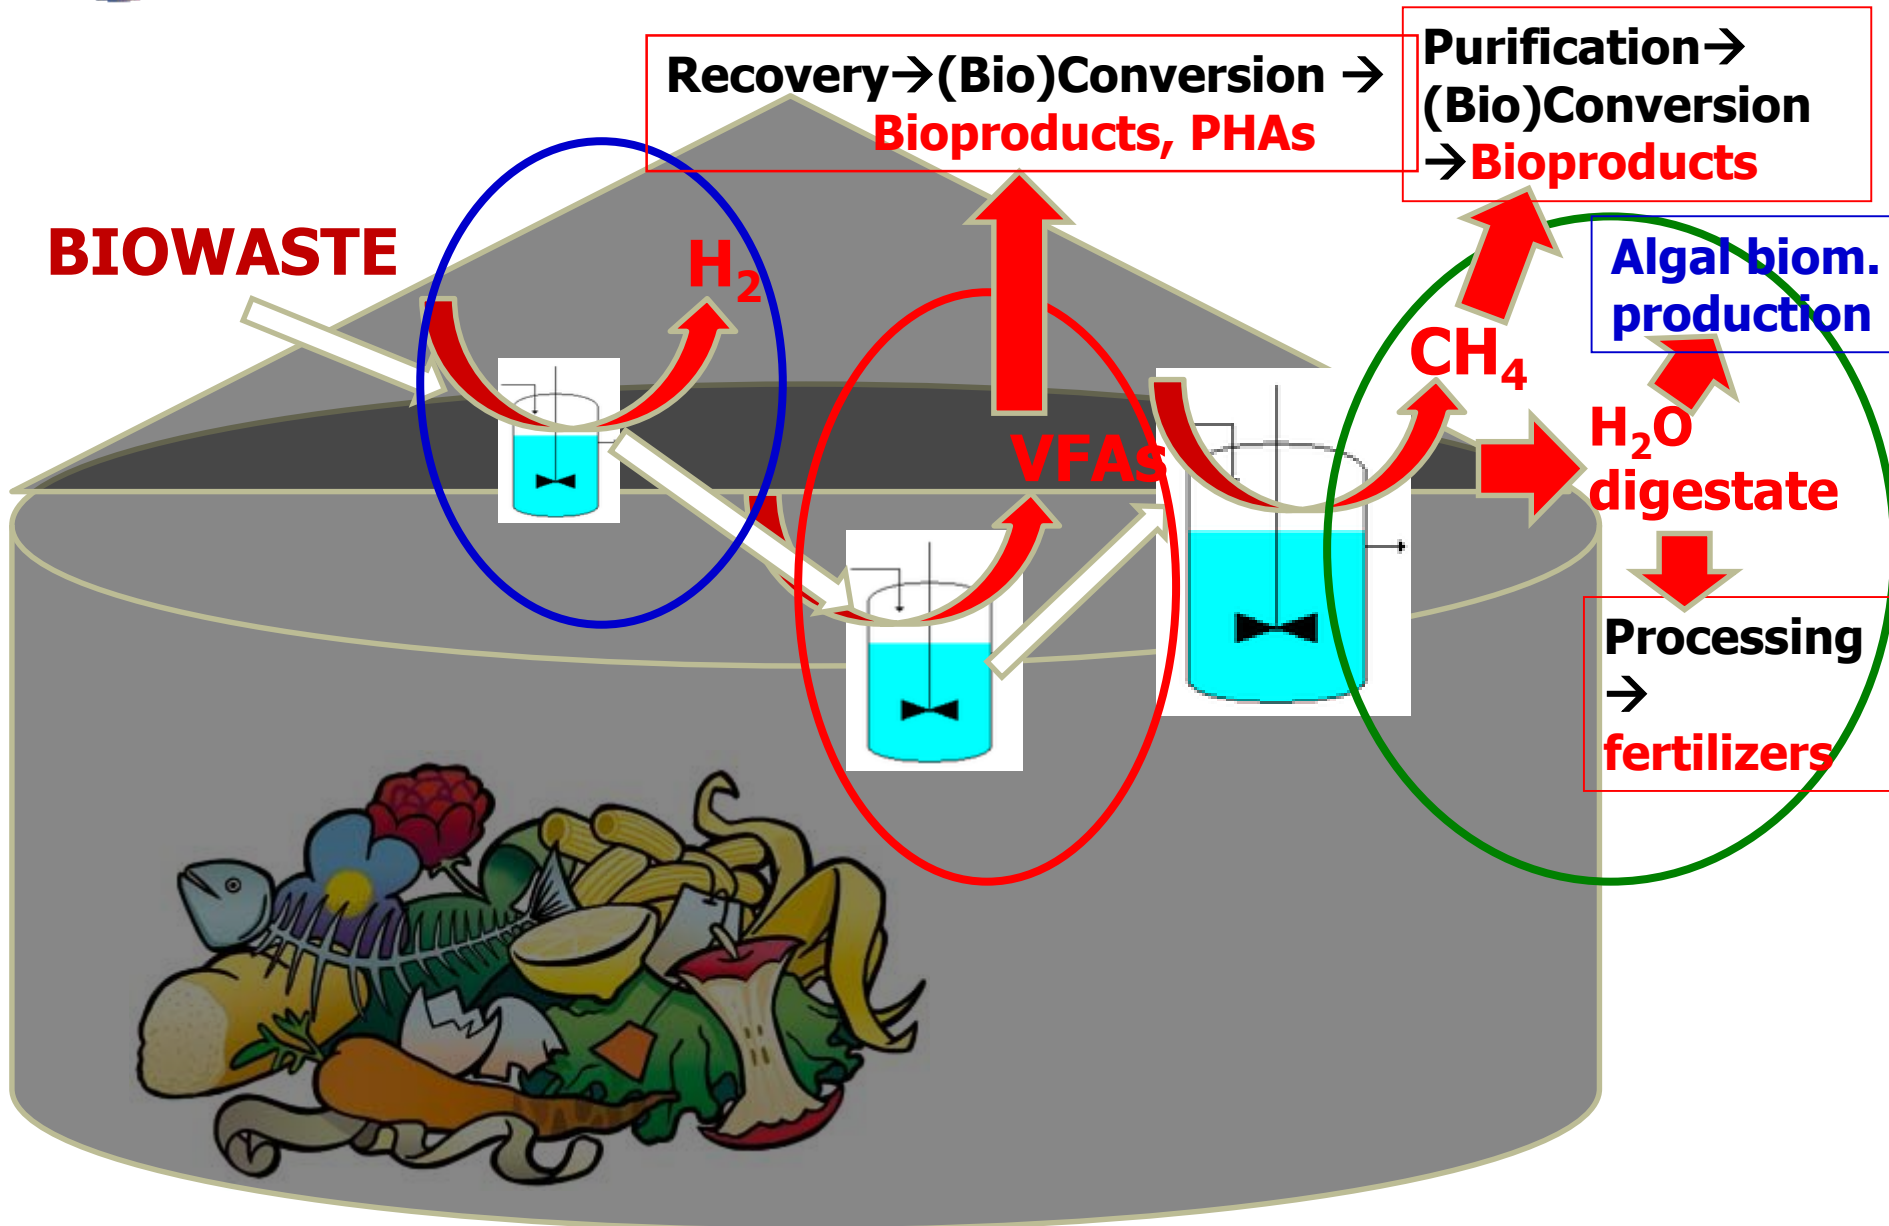 Recovery→(Bio)Conversion →
Bioproducts, PHAs
Purification→
(Bio)Conversion
→Bioproducts
BIOWASTE
H₂
Algal biom.
production
CH₄
VFAs
H₂O
digestate
Processing
→
fertilizers